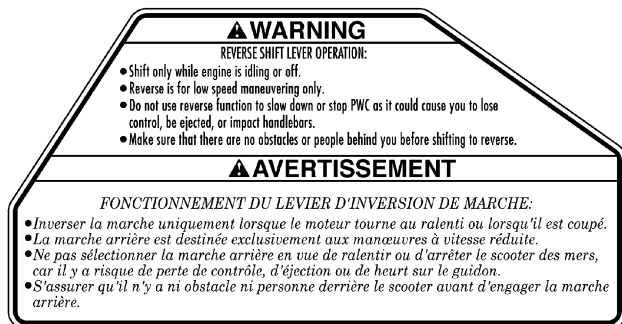 WARNING
REVERSE SHIFT LEVER OPERATION:
● Shift only while engine is idling or off.
● Reverse is for low speed maneuvering only.
● Do not use reverse function to slow down or stop PWC as it could cause you to lose
control, be ejected, or impact handlebars.
● Make sure that there are no obstacles or people behind you before shifting to reverse.
AVERTISSEMENT
FONCTIONNEMENT DU LEVIER D'INVERSION DE MARCHE:
● Inverser la marche uniquement lorsque le moteur tourne au ralenti ou lorsqu'il est coupé.
● La marche arrière est destinée exclusivement aux manœuvres à vitesse réduite.
● Ne pas sélectionner la marche arrière en vue de ralentir ou d'arrêter le scooter des mers,
car il y a risque de perte de contrôle, d'éjection ou de heurt sur le guidon.
● S'assurer qu'il n'y a ni obstacle ni personne derrière le scooter avant d'engager la marche
arrière.